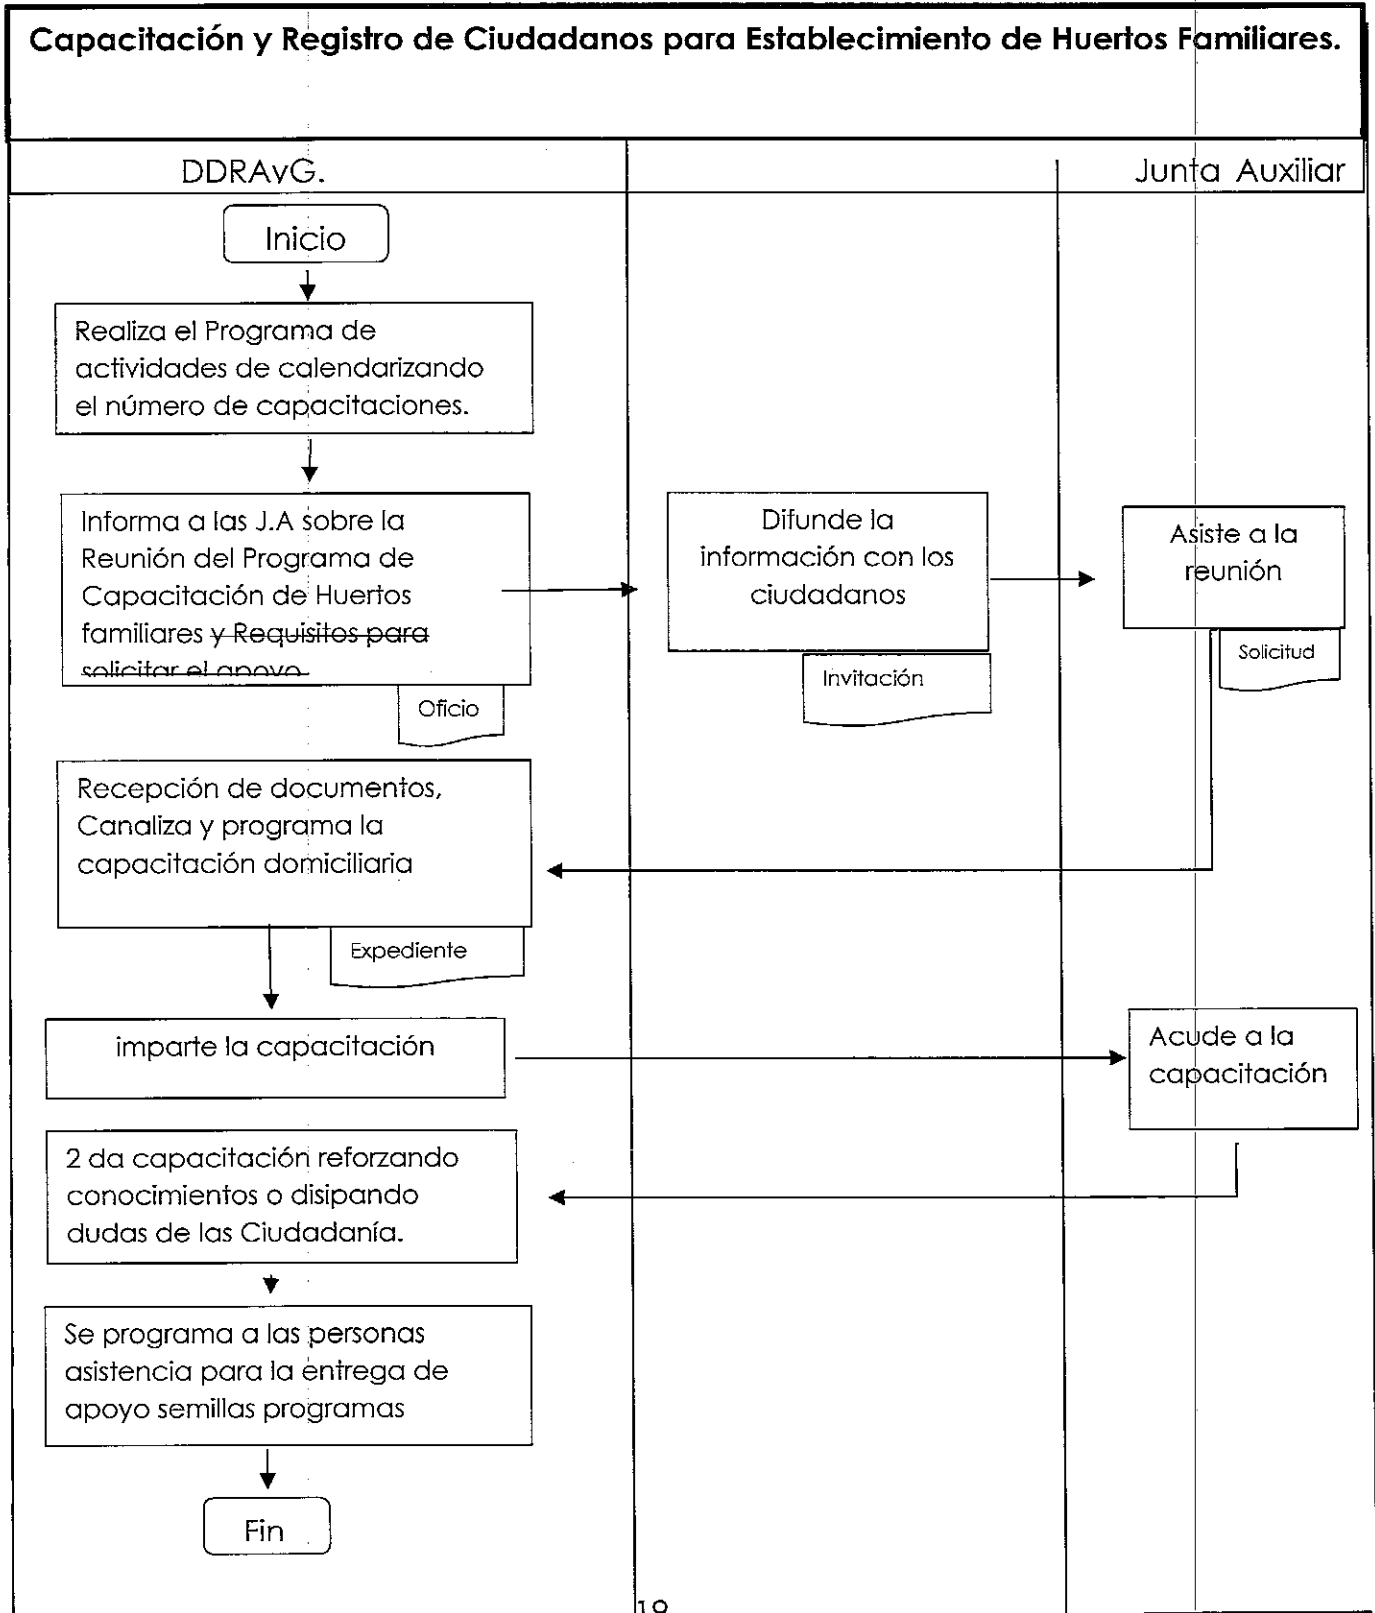 Capacitación y Registro de Ciudadanos para Establecimiento de Huertos Familiares.
DDRAyG.
Junta Auxiliar
Inicio
Realiza el Programa de
actividades de calendarizando
el número de capacitaciones.
Informa a las J.A sobre la
Reunión del Programa de
Capacitación de Huertos
familiares y Requisitos para
solicitar el apoyo.
Oficio
Difunde la
información con los
ciudadanos
Invitación
Asiste a la
reunión
Solicitud
Recepción de documentos,
Canaliza y programa la
capacitación domiciliaria
Expediente
imparte la capacitación
Acude a la
capacitación
2 da capacitación reforzando
conocimientos o disipando
dudas de las Ciudadanía.
Se programa a las personas
asistencia para la entrega de
apoyo semillas programas
Fin